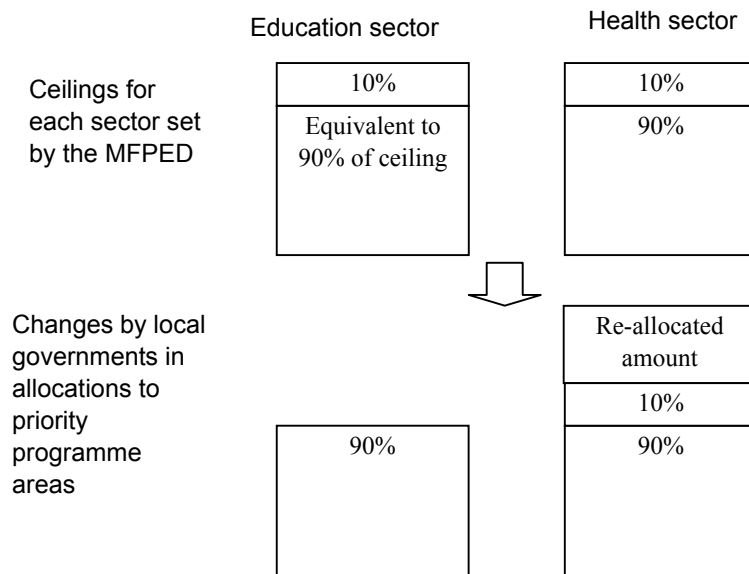 Education sector
Health sector
Ceilings for
each sector set
by the MFPED
10%
Equivalent to
90% of ceiling
10%
90%
Changes by local
governments in
allocations to
priority
programme
areas
90%
Re-allocated
amount
10%
90%